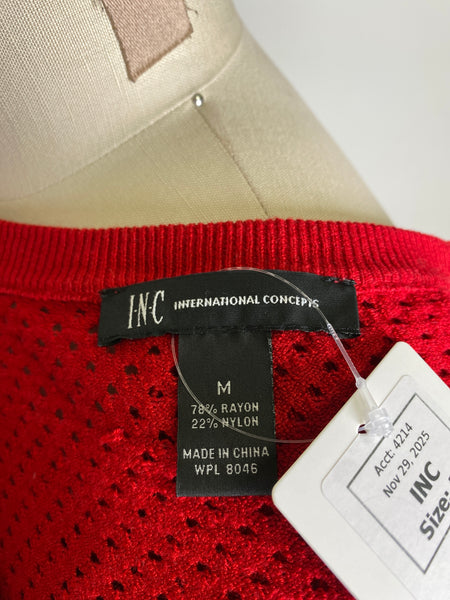 I·N·C INTERNATIONAL CONCEPTS
M
78% RAYON
22% NYLON
MADE IN CHINA
WPL 8046
Acct: 4214
Nov 29, 2025
INC
Size: